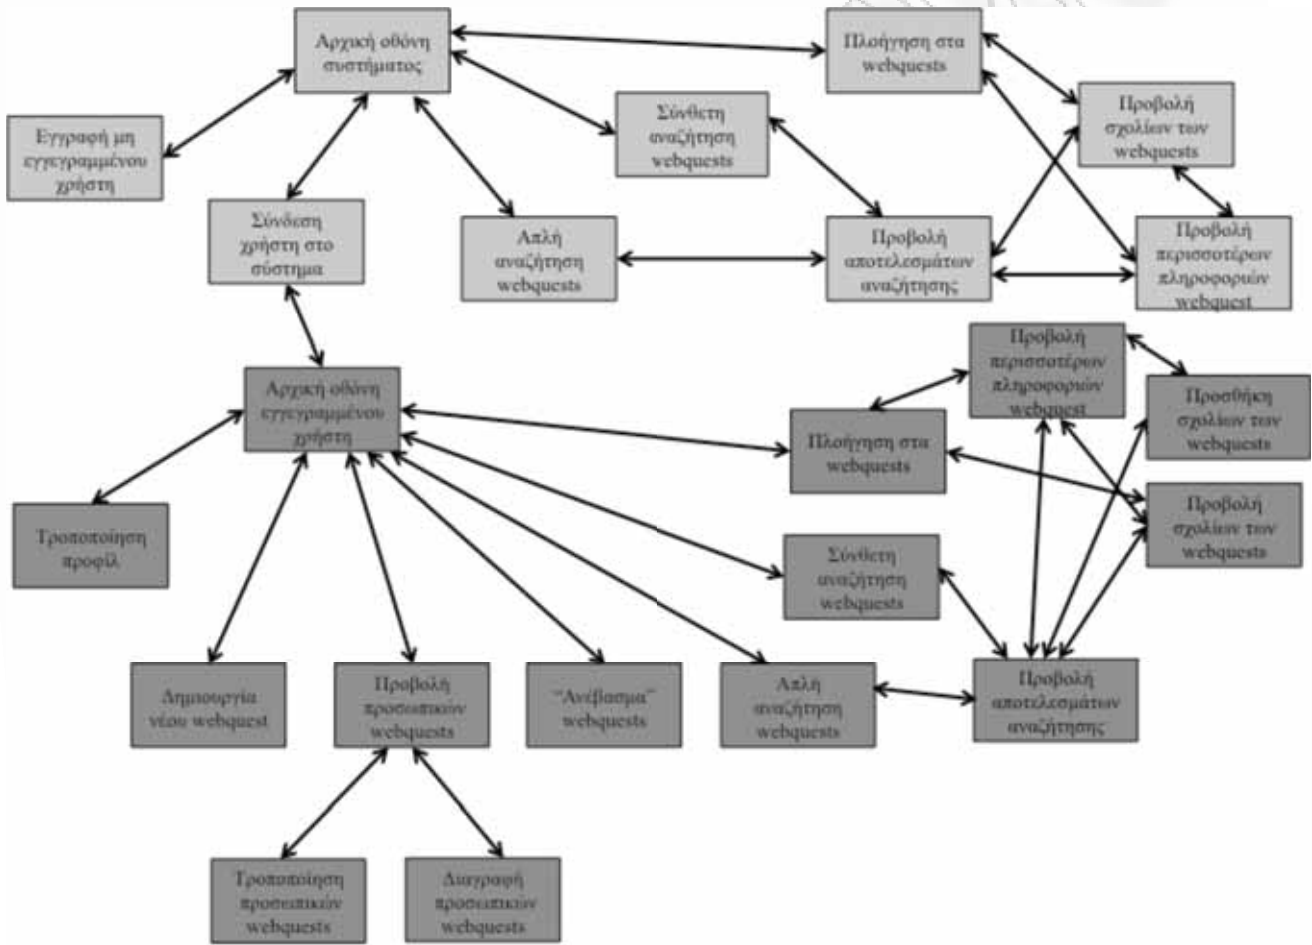 Αρχική οθόνη
συστήματος
Πλοήγηση στα
webquests
Σύνθετη
αναζήτηση
webquests
Προβολή
σχολίων των
webquests
Εγγραφή μη
εγγεγραμμένου
χρήστη
Σύνδεση
χρήστη στο
σύστημα
Απλή
αναζήτηση
webquests
Προβολή
αποτελεσμάτων
αναζήτησης
Προβολή
περισσοτέρων
πληροφοριών
webquest
Αρχική οθόνη
εγγεγραμμένου
χρήστη
Προβολή
περισσοτέρων
πληροφοριών
webquest
Προσθήκη
σχολίων των
webquests
Πλοήγηση στα
webquests
Τροποποίηση
προφίλ
Προβολή
σχολίων των
webquests
Σύνθετη
αναζήτηση
webquests
Δημιουργία
νέου webquest
Προβολή
προσωπικών
webquests
“Ανέβασμα”
webquests
Απλή
αναζήτηση
webquests
Προβολή
αποτελεσμάτων
αναζήτησης
Τροποποίηση
προσωπικών
webquests
Διαγραφή
προσωπικών
webquests